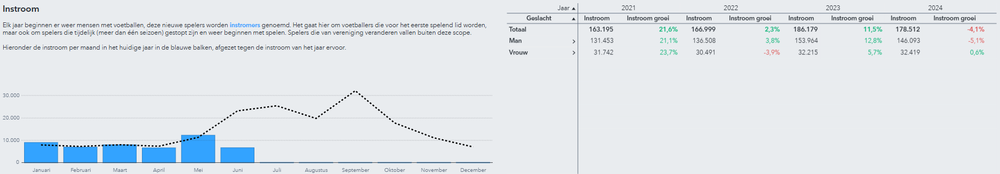 Instroom
Elk jaar beginnen er weer mensen met voetballen, deze nieuwe spelers worden instromers genoemd. Het gaat hier om voetballers die voor het eerste spelend lid worden,
maar ook om spelers die tijdelijk (meer dan één seizoen) gestopt zijn en weer beginnen met spelen. Spelers die van vereniging veranderen vallen buiten deze scope.
Hieronder de instroom per maand in het huidige jaar in de blauwe balken, afgezet tegen de instroom van het jaar ervoor.
30.000
20.000
10.000
0
Januari Februari Maart April Mei Juni Juli Augustus September Oktober November December
Jaar ▲ 2021 2022 2023 2024
Geslacht ▲ Instroom Instroom groei Instroom Instroom groei Instroom Instroom groei Instroom Instroom groei
Totaal 163.195 21,6% 166.999 2,3% 186.179 11,5% 178.512 -4,1%
Man > 131.453 21,1% 136.508 3,8% 153.964 12,8% 146.093 -5,1%
Vrouw > 31.742 23,7% 30.491 -3,9% 32.215 5,7% 32.419 0,6%